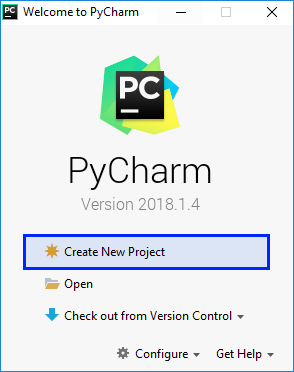 PC Welcome to PyCharm
PC
PyCharm
Version 2018.1.4
Create New Project
Open
Check out from Version Control
Configure Get Help